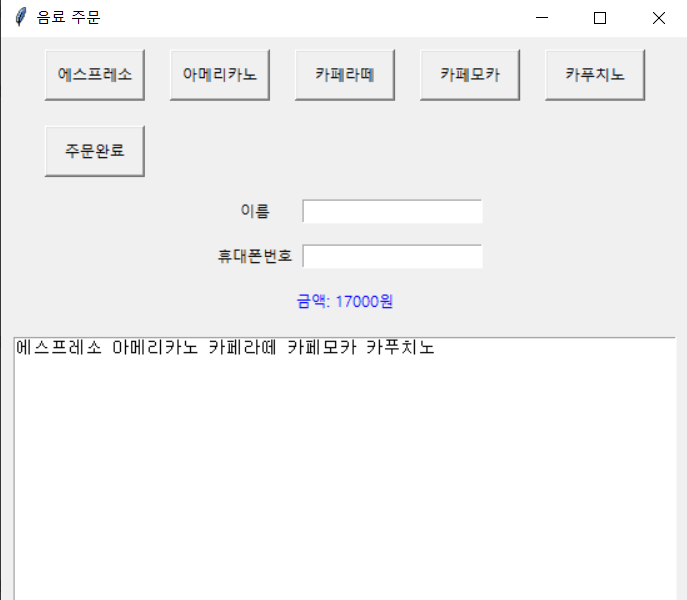 음료 주문
에스프레소 아메리카노 카페라떼 카페모카 카푸치노
주문완료
이름
휴대폰번호
금액: 17000원
에스프레소 아메리카노 카페라떼 카페모카 카푸치노